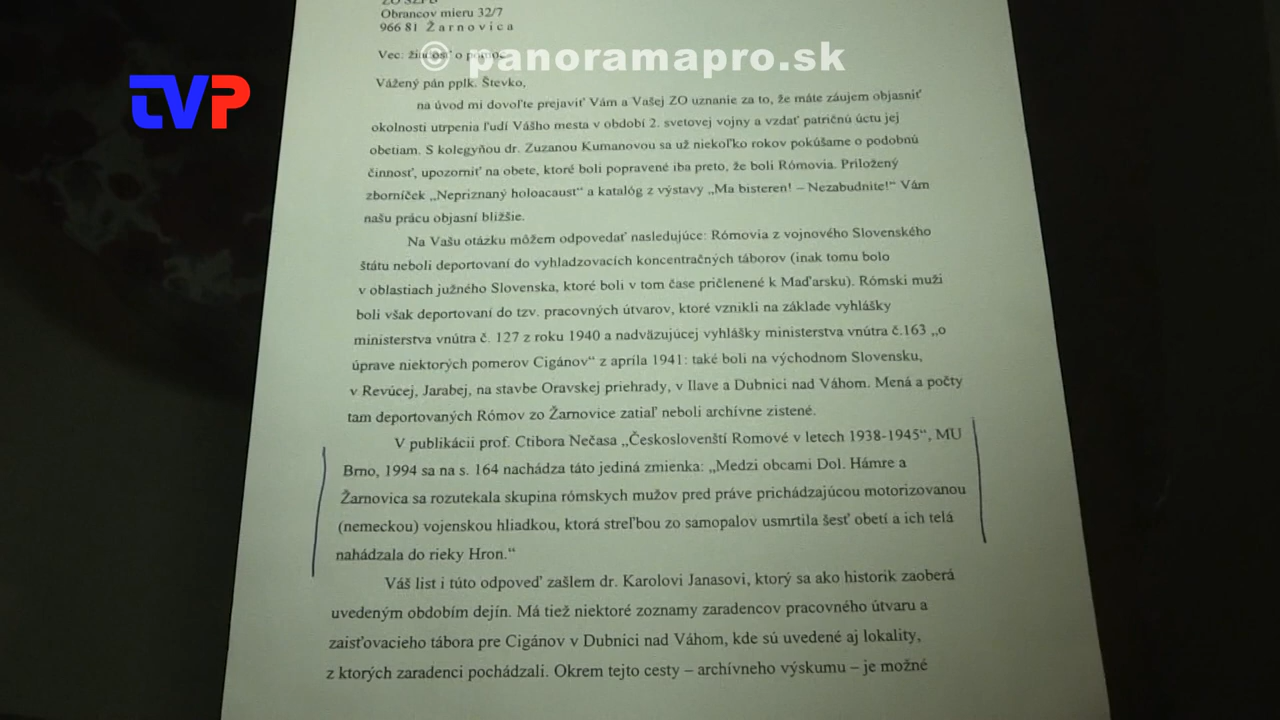 Obrancov mieru 32/7
966 81 Ž a r n o v i c a
© panoramapro.sk
Vec: žiadosť o pomoc
TVP
Vážený pán pplk. Števko,
na úvod mi dovoľte prejaviť Vám a Vašej ZO uznanie za to, že máte záujem objasniť
okolnosti utrpenia ľudí Vášho mesta v období 2. svetovej vojny a vzdať patričnú úctu jej
obetiam. S kolegyňou dr. Zuzanou Kumanovou sa už niekoľko rokov pokúšame o podobnú
činnosť, upozorniť na obete, ktoré boli popravené iba preto, že boli Rómovia. Priložený
zborníček „Nepriznaný holoacaust“ a katalóg z výstavy „Ma bisteren! – Nezabudnite!“ Vám
našu prácu objasní bližšie.
Na Vašu otázku môžem odpovedať nasledujúce: Rómovia z vojnového Slovenského
štátu neboli deportovaní do vyhladzovacích koncentračných táborov (inak tomu bolo
v oblastiach južného Slovenska, ktoré boli v tom čase pričlenené k Maďarsku). Rómski muži
boli však deportovaní do tzv. pracovných útvarov, ktoré vznikli na základe vyhlášky
ministerstva vnútra č. 127 z roku 1940 a nadväzujúcej vyhlášky ministerstva vnútra č.163 „o
úprave niektorých pomerov Cigánov“ z apríla 1941: také boli na východnom Slovensku,
v Revúcej, Jarabej, na stavbe Oravskej priehrady, v Ilave a Dubnici nad Váhom. Mená a počty
tam deportovaných Rómov zo Žarnovice zatiaľ neboli archívne zistené.
V publikácii prof. Ctibora Nečasa „Českoslovenští Romové v letech 1938-1945“, MU
Brno, 1994 sa na s. 164 nachádza táto jediná zmienka: „Medzi obcami Dol. Hámre a
Žarnovica sa rozutekala skupina rómskych mužov pred práve prichádzajúcou motorizovanou
(nemeckou) vojenskou hliadkou, ktorá streľbou zo samopalov usmrtila šesť obetí a ich telá
nahádzala do rieky Hron.“
Váš list i túto odpoveď zašlem dr. Karolovi Janasovi, ktorý sa ako historik zaoberá
uvedeným obdobím dejín. Má tiež niektoré zoznamy zaradencov pracovného útvaru a
zaisťovacieho tábora pre Cigánov v Dubnici nad Váhom, kde sú uvedené aj lokality,
z ktorých zaradenci pochádzali. Okrem tejto cesty – archívneho výskumu – je možné